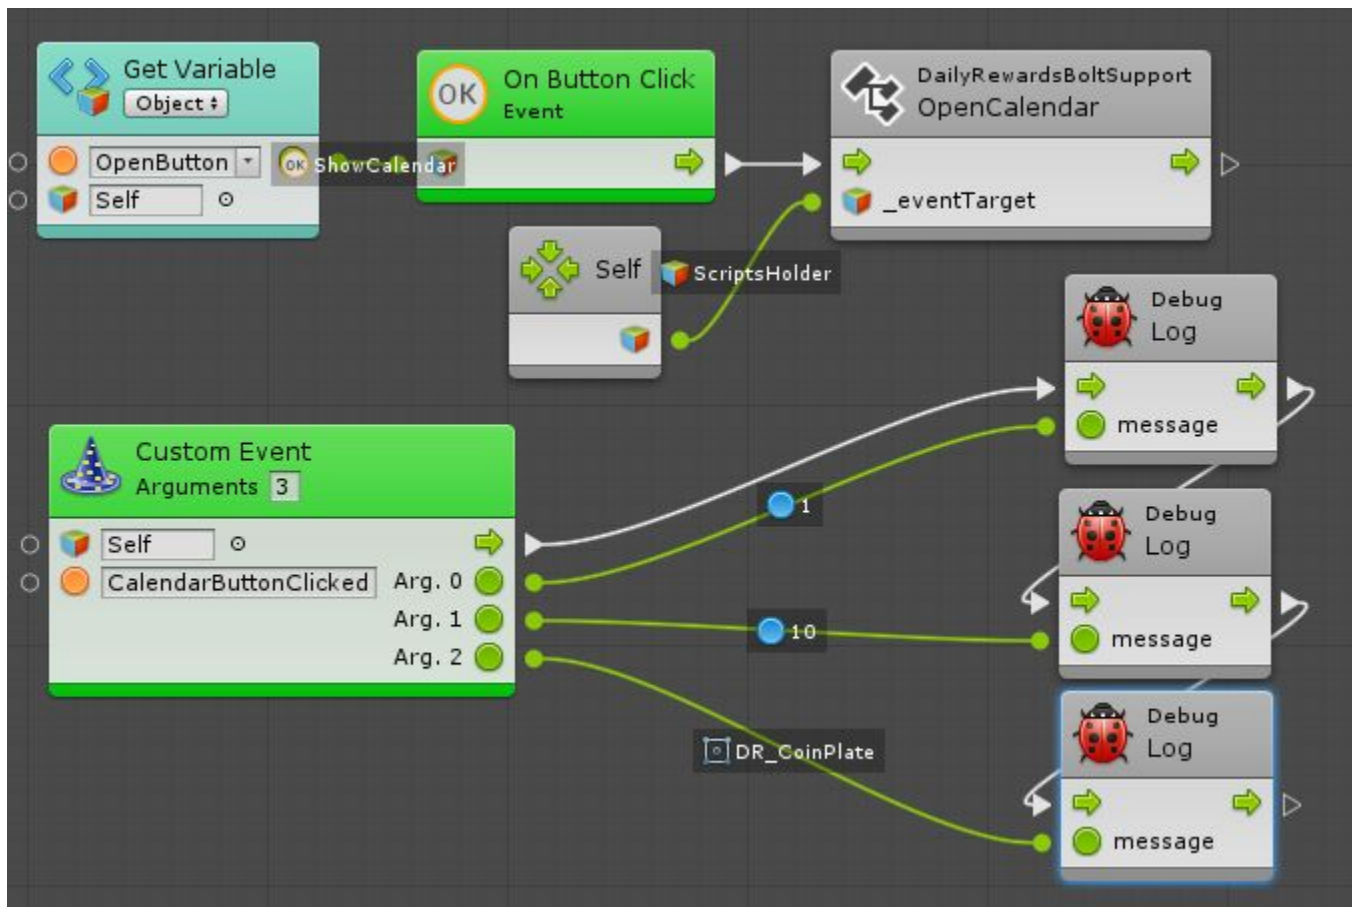 Get Variable
Object
OpenButton
Self
OK
ShowCalendar
OK
On Button Click
Event
DailyRewardsBoltSupport
OpenCalendar
_eventTarget
Self
ScriptsHolder
Debug
Log
message
Custom Event
Arguments 3
Self
CalendarButtonClicked
Arg. 0
Arg. 1
Arg. 2
1
10
DR_CoinPlate
Debug
Log
message
Debug
Log
message